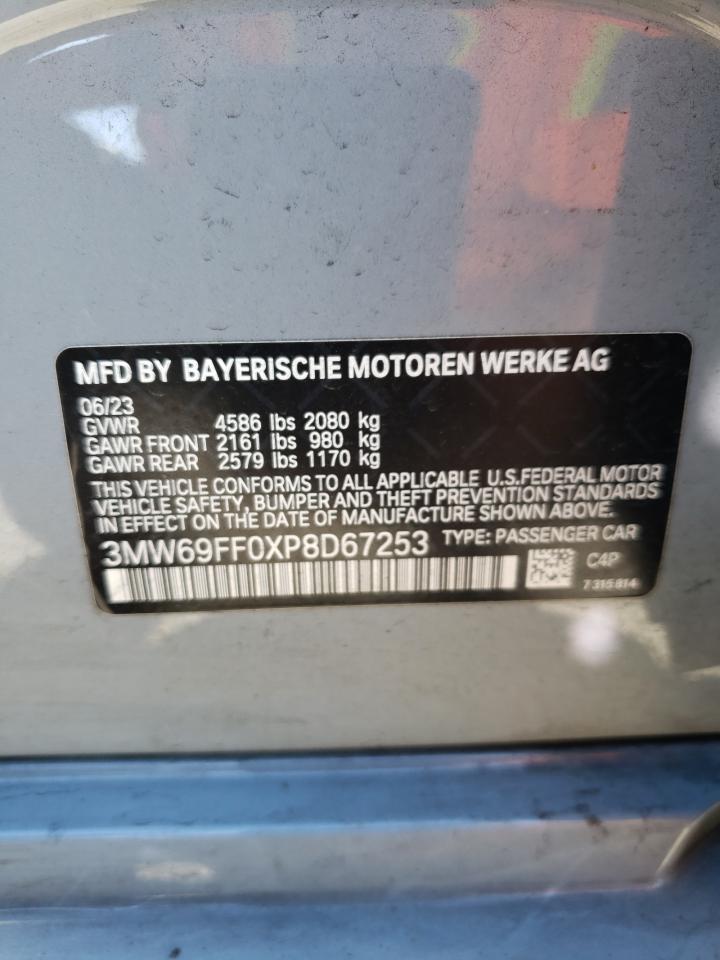 MFD BY BAYERISCHE MOTOREN WERKE AG
06/23
GVWR 4586 lbs 2080 kg
GAWR FRONT 2161 lbs 980 kg
GAWR REAR 2579 lbs 1170 kg
THIS VEHICLE CONFORMS TO ALL APPLICABLE U.S.FEDERAL MOTOR
VEHICLE SAFETY, BUMPER AND THEFT PREVENTION STANDARDS
IN EFFECT ON THE DATE OF MANUFACTURE SHOWN ABOVE.
3MW69FF0XP8D67253 TYPE: PASSENGER CAR
C4P
7315814